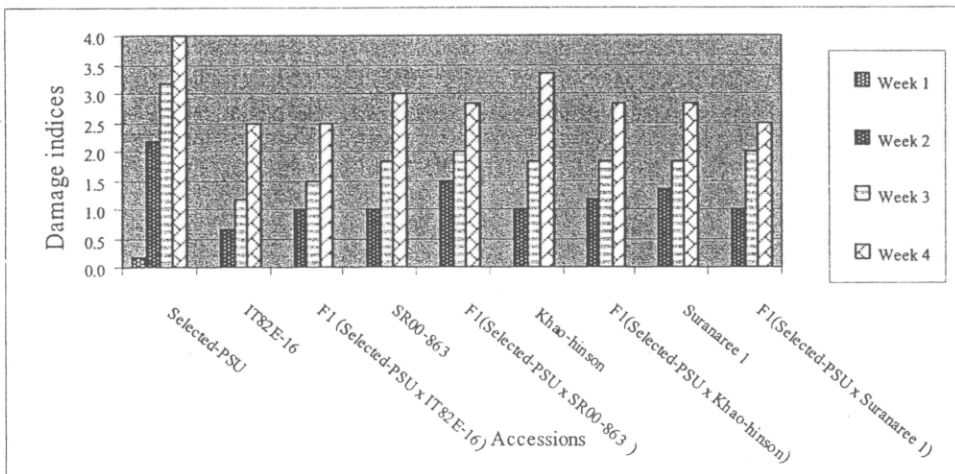 4.0
3.5
3.0
2.5
2.0
1.5
1.0
0.5
0.0
Damage indices
Selected-PSU
IT82E-16
F1 (Selected-PSU x IT82E-16)
SR00-863
F1(Selected-PSU x SR00-863)
Khao-hinson
F1(Selected-PSU x Khao-hinson)
Suranaree 1
F1(Selected-PSU x Suranaree 1)
Accessions
Week 1
Week 2
Week 3
Week 4